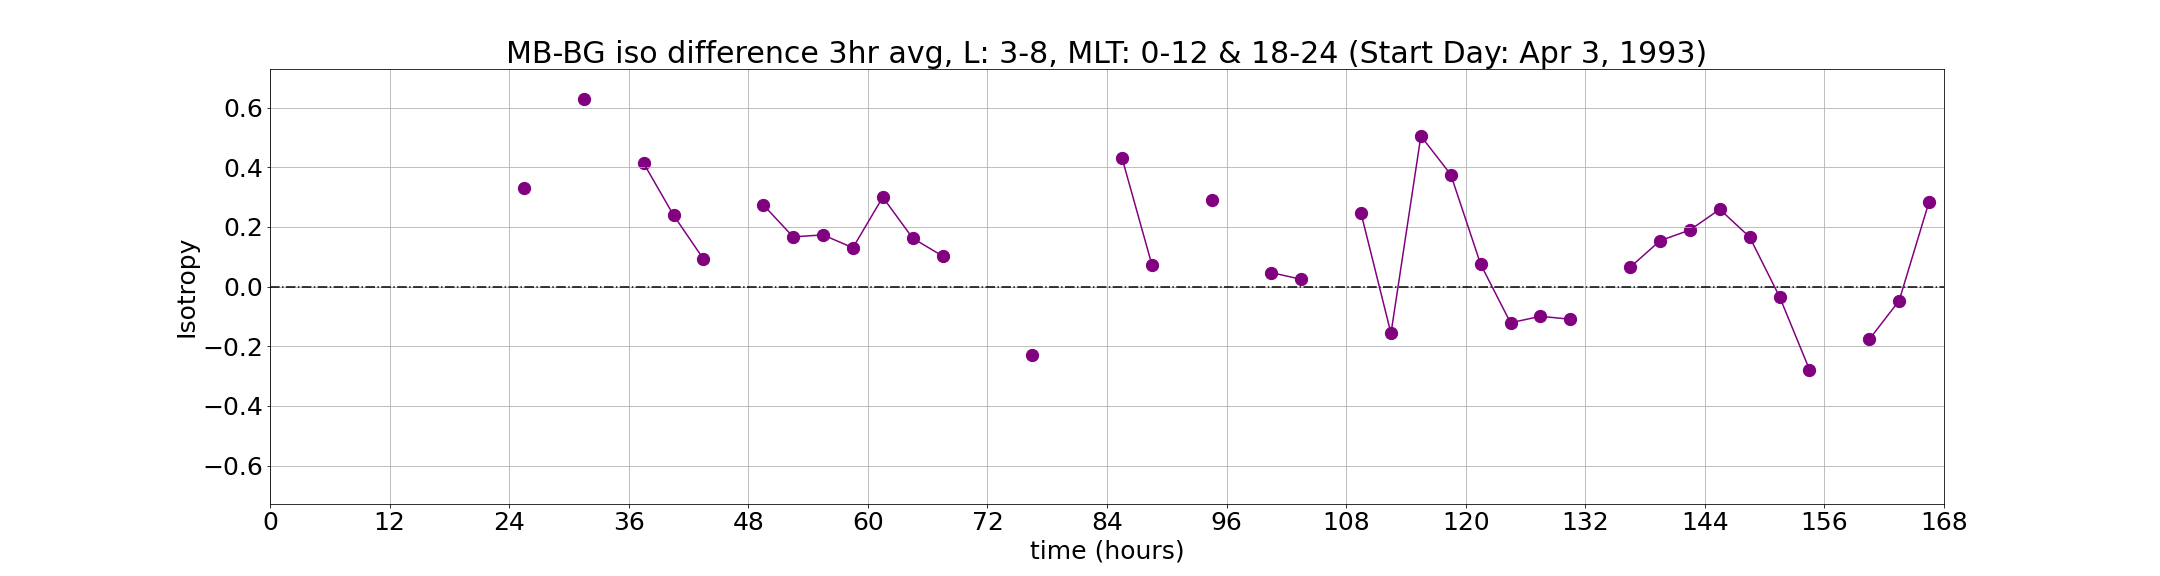 MB-BG iso difference 3hr avg, L: 3-8, MLT: 0-12 & 18-24 (Start Day: Apr 3, 1993)
0.6
0.4
0.2
0.0
−0.2
−0.4
−0.6
Isotropy
0 12 24 36 48 60 72 84 96 108 120 132 144 156 168
time (hours)